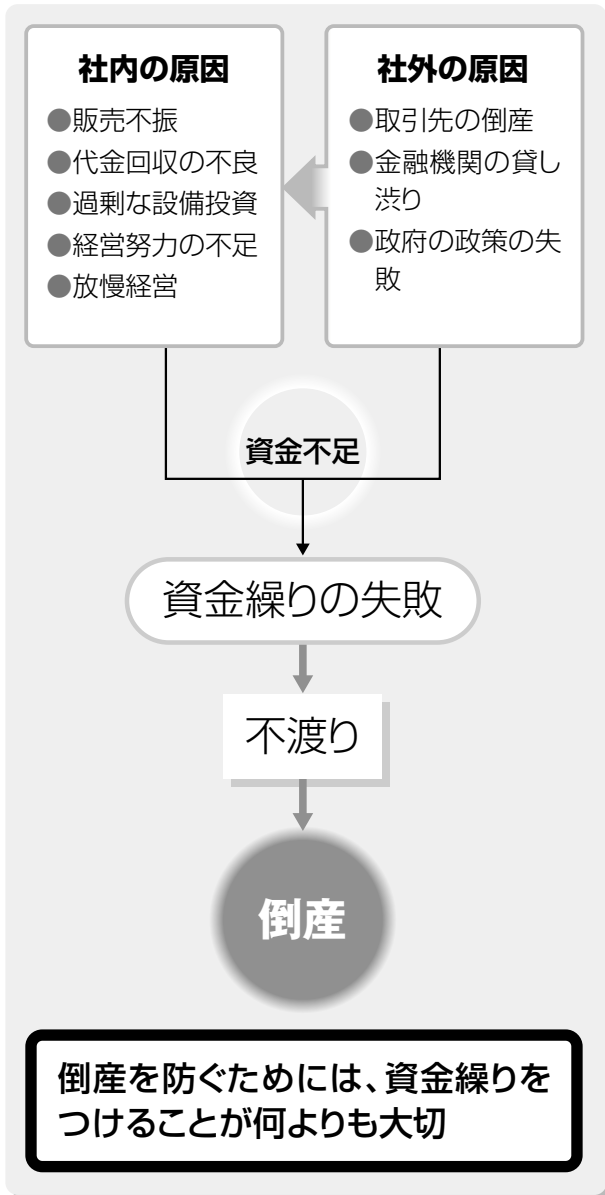 社内の原因
●販売不振
●代金回収の不良
●過剰な設備投資
●経営努力の不足
●放慢経営
社外の原因
●取引先の倒産
●金融機関の貸し
渋り
●政府の政策の失
敗
資金不足
資金繰りの失敗
不渡り
倒産
倒産を防ぐためには、資金繰りを
つけることが何よりも大切